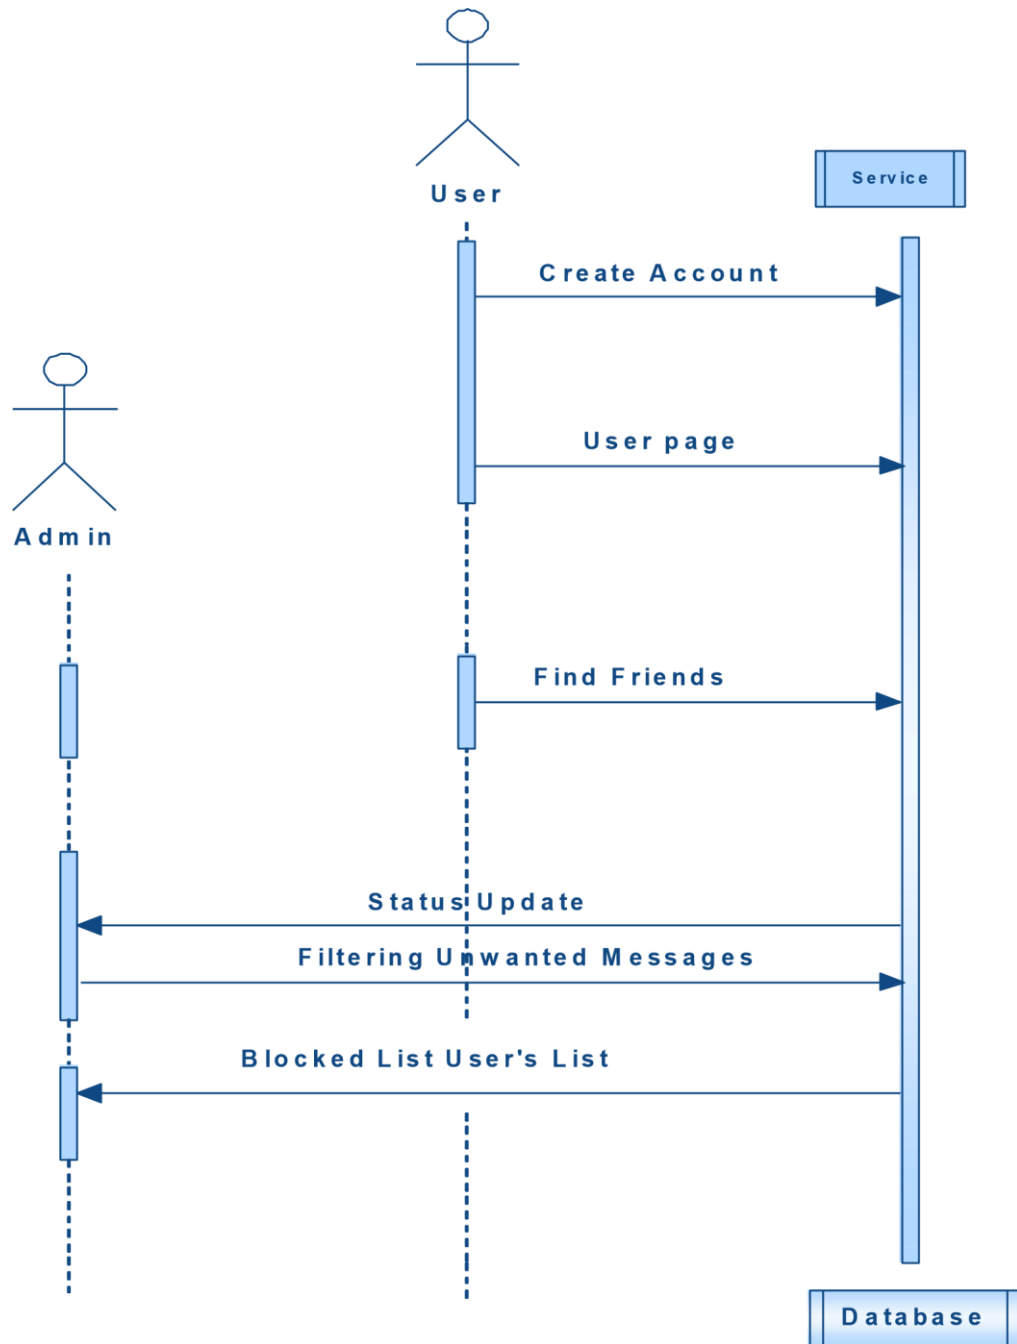 User
Service
Create Account
User page
Admin
Find Friends
Status Update
Filtering Unwanted Messages
Blocked List User's List
Database